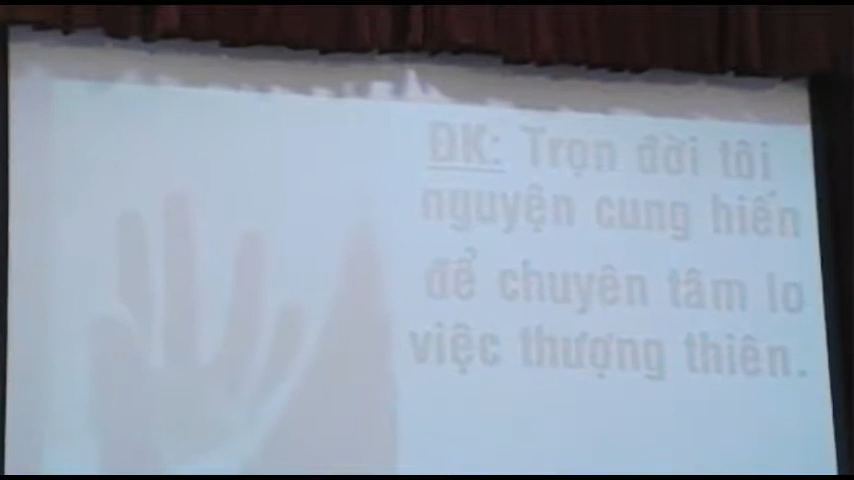 ĐK: Trọn đời tôi
nguyện cung hiến
để chuyên tâm lo
việc thượng thiên.